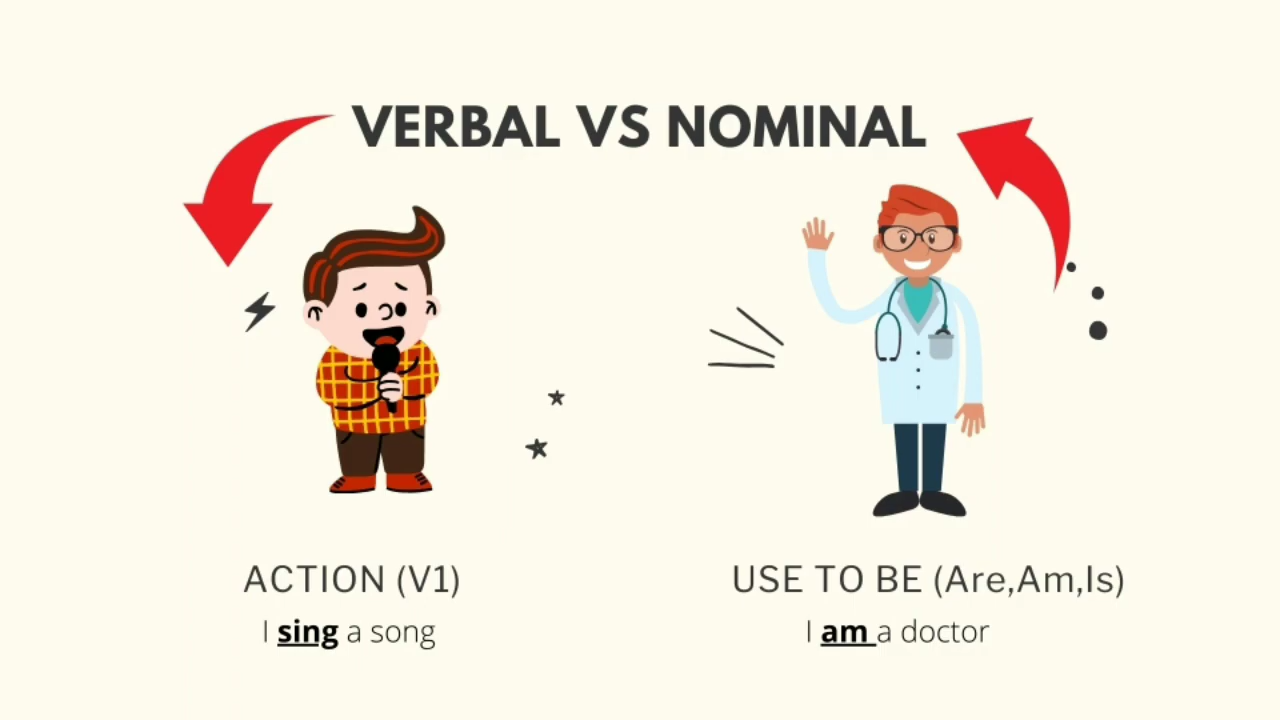 VERBAL VS NOMINAL
ACTION (V1)
I sing a song
USE TO BE (Are,Am,Is)
I am a doctor